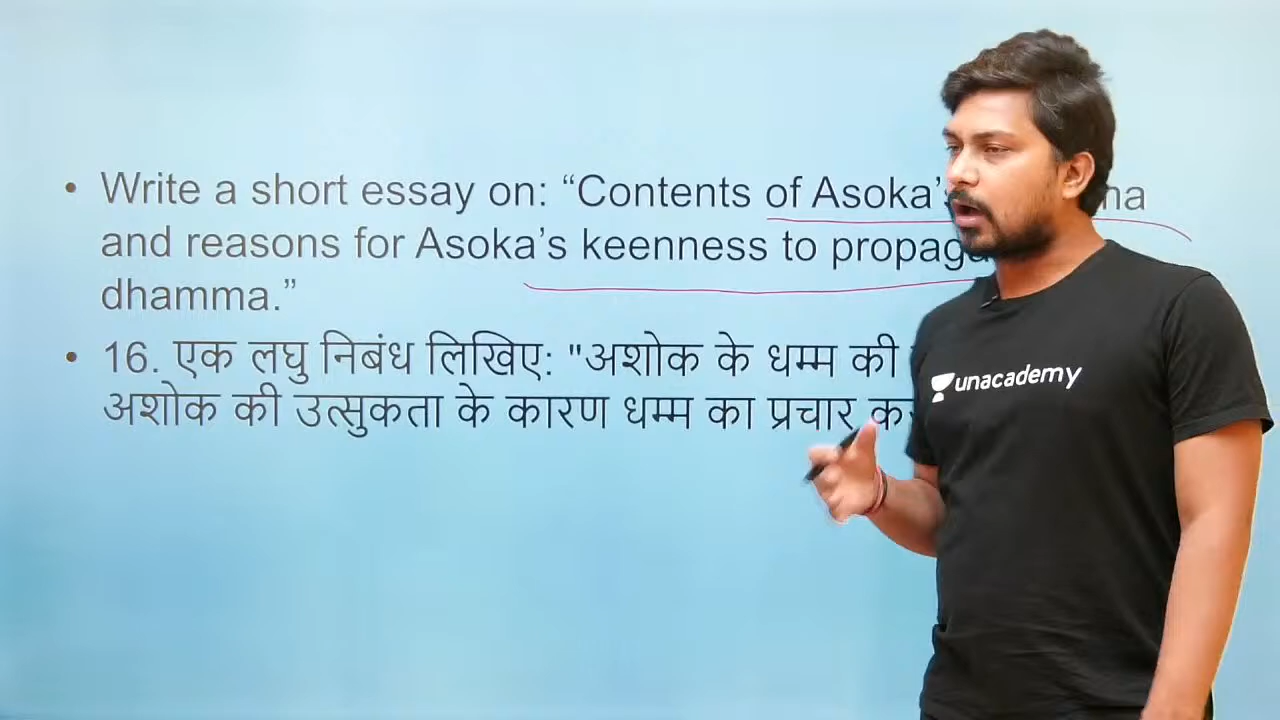 • Write a short essay on: “Contents of Asoka’
and reasons for Asoka’s keenness to propag
dhamma.”
• 16. एक लघु निबंध लिखिए: "अशोक के धम्म की
अशोक की उत्सुकता के कारण धम्म का प्रचार
unacademy